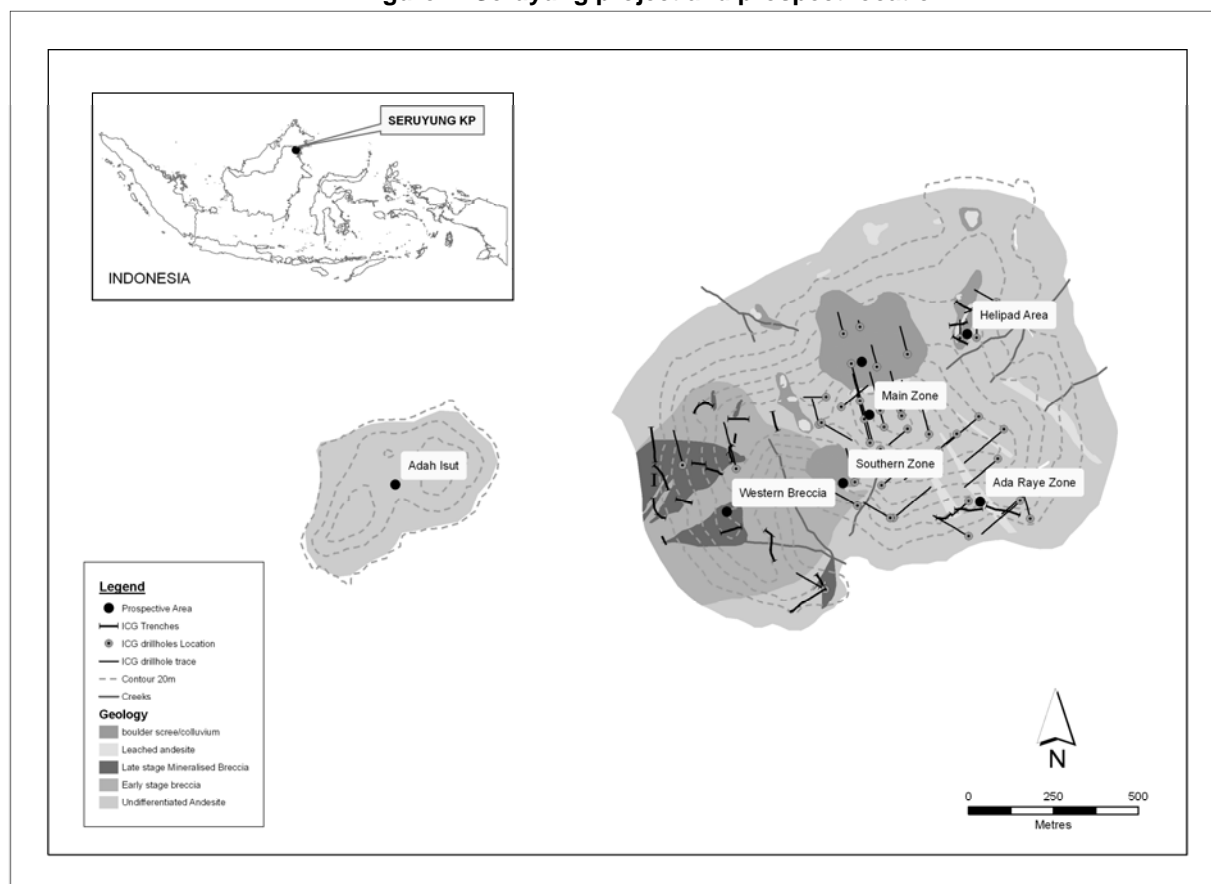 SERUYUNG KP
INDONESIA
Helipad Area
Main Zone
Southern Zone
Adah Isut
Western Breccia
Ada Raye Zone
Legend
Prospective Area
ICG Trenches
ICG drillholes Location
ICG drillhole trace
Contour 20m
Creeks
Geology
boulder scree/colluvium
Leached andesite
Late stage Mineralised Breccia
Early stage breccia
Undifferentiated Andesite
N
0 250 500
Metres